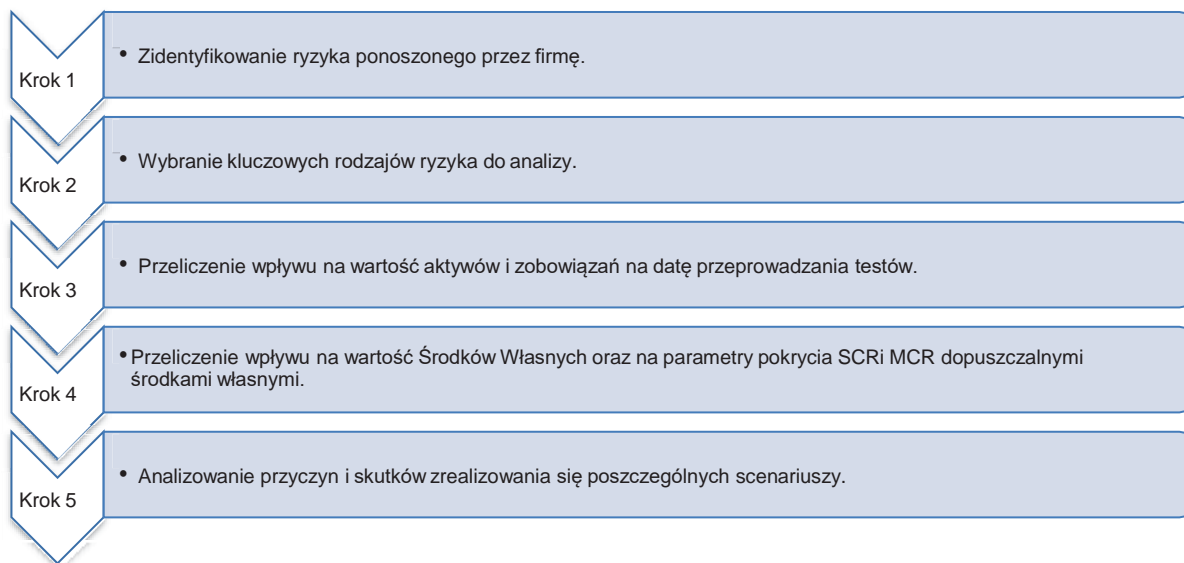 Krok 1
• Zidentyfikowanie ryzyka ponoszonego przez firmę.
Krok 2
• Wybranie kluczowych rodzajów ryzyka do analizy.
Krok 3
• Przeliczenie wpływu na wartość aktywów i zobowiązań na datę przeprowadzania testów.
Krok 4
• Przeliczenie wpływu na wartość Środków Własnych oraz na parametry pokrycia SCRi MCR dopuszczalnymi
środkami własnymi.
Krok 5
• Analizowanie przyczyn i skutków zrealizowania się poszczególnych scenariuszy.